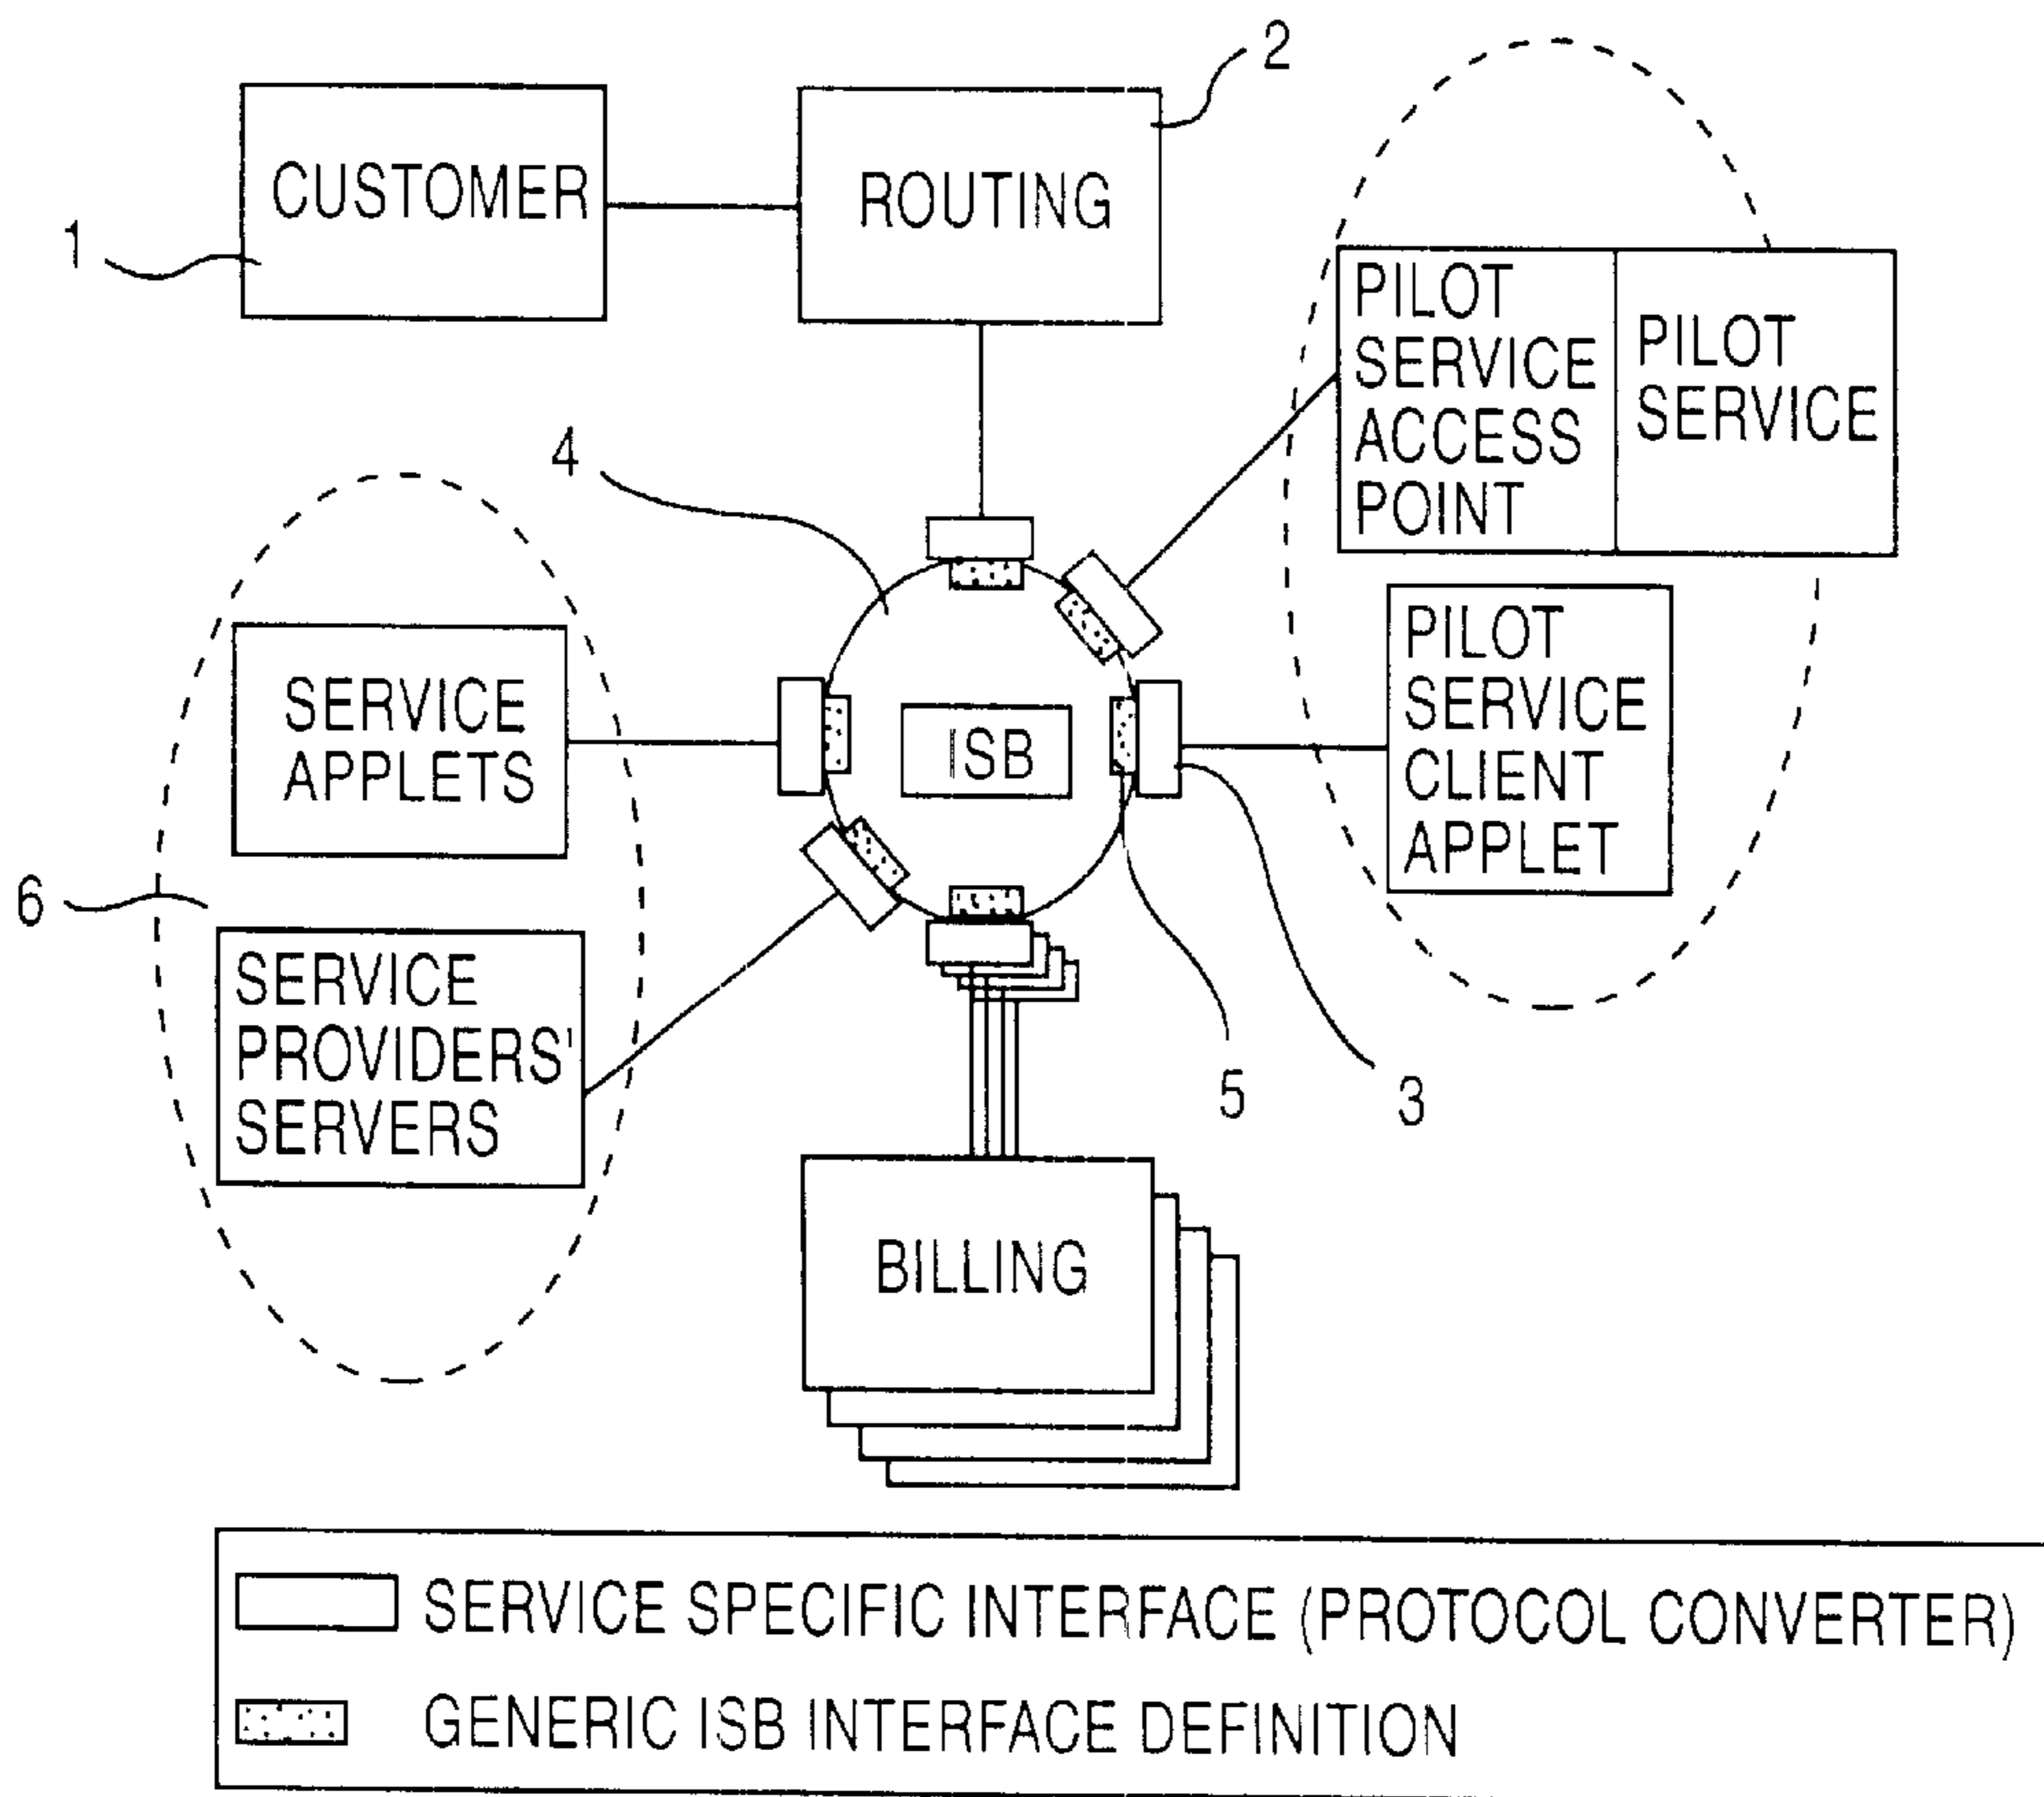 2
CUSTOMER
ROUTING
1
PILOT
SERVICE
ACCESS
POINT
PILOT
SERVICE
4
SERVICE
APPLETS
ISB
PILOT
SERVICE
CLIENT
APPLET
6
SERVICE
PROVIDERS'
SERVERS
5
3
BILLING
SERVICE SPECIFIC INTERFACE (PROTOCOL CONVERTER)
GENERIC ISB INTERFACE DEFINITION